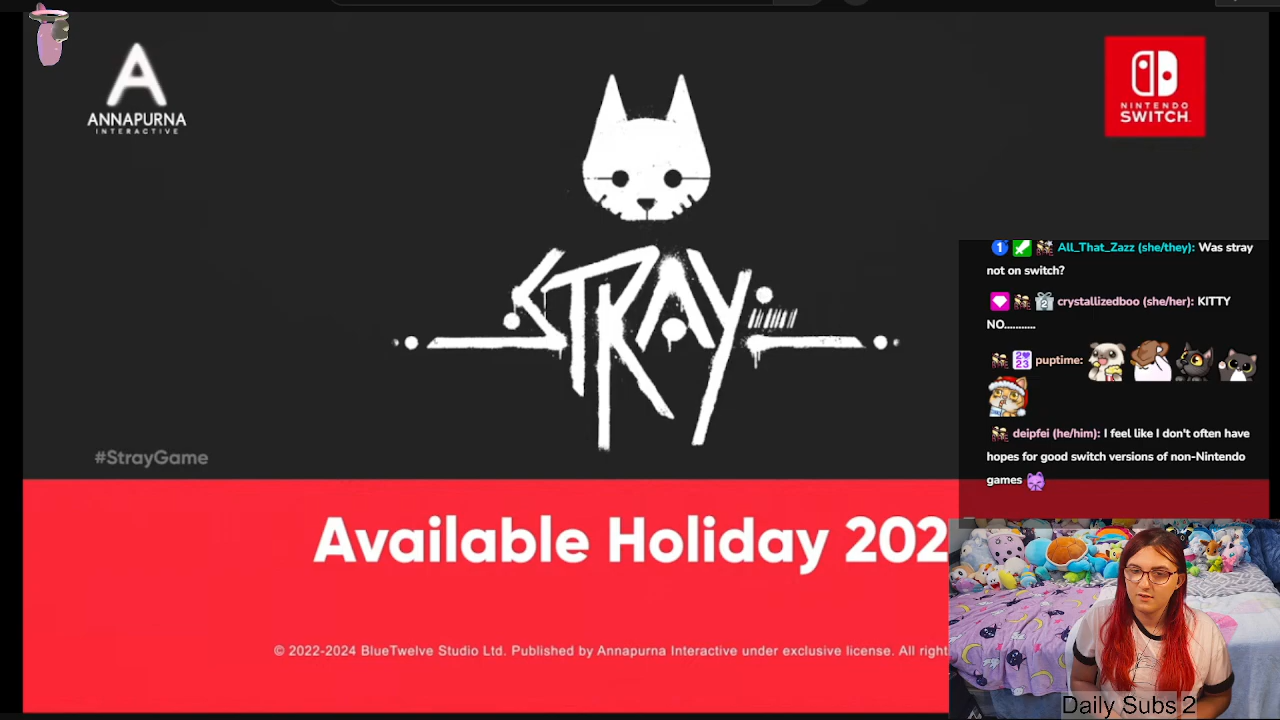 ANNAPURNA
INTERACTIVE
NINTENDO
SWITCH
STRAY
#StrayGame
Available Holiday 202
© 2022-2024 BlueTwelve Studio Ltd. Published by Annapurna Interactive under exclusive license. All right
All_That_Zazz (she/they): Was stray
not on switch?
crystallizedboo (she/her): KITTY
NO...........
puptime:
deipfei (he/him): I feel like I don't often have
hopes for good switch versions of non-Nintendo
games
Daily Subs 2